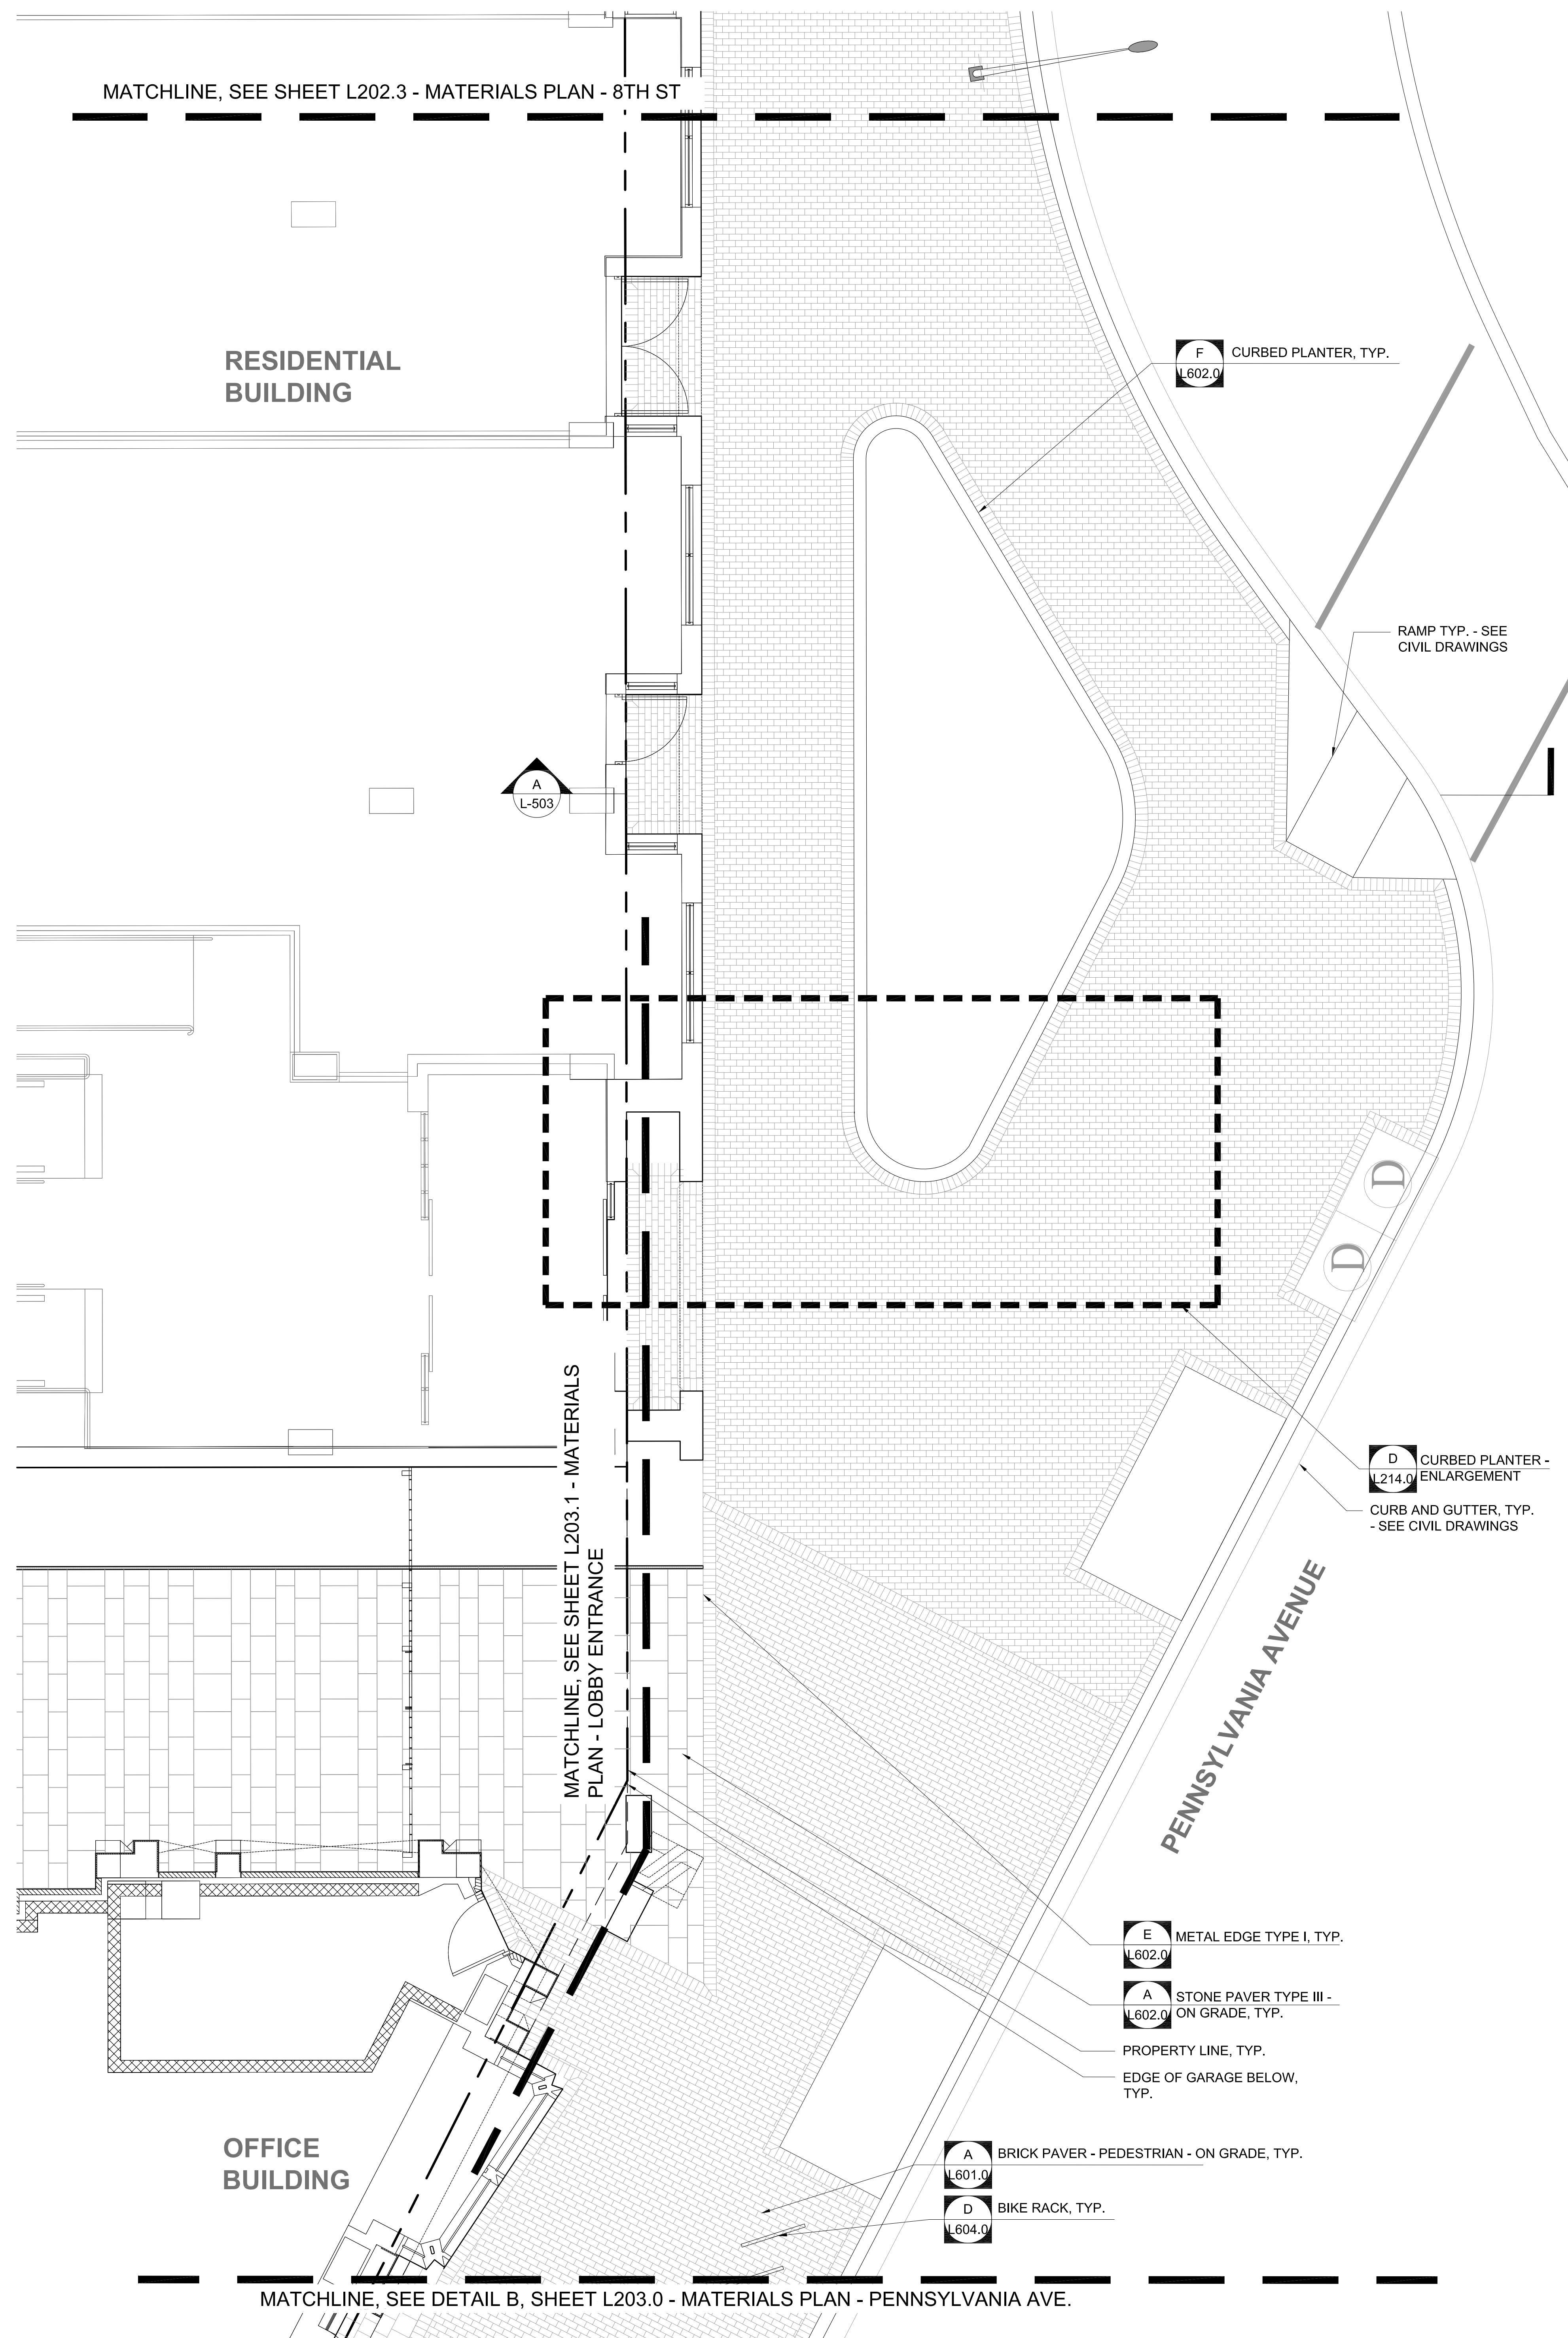 MATCHLINE, SEE SHEET L202.3 - MATERIALS PLAN - 8TH ST
RESIDENTIAL
BUILDING
F
L602.0
CURBED PLANTER, TYP.
RAMP TYP. - SEE
CIVIL DRAWINGS
A
L-503
D
D
MATCHLINE, SEE SHEET L203.1 - MATERIALS
PLAN - LOBBY ENTRANCE
D
L214.0
CURBED PLANTER -
ENLARGEMENT
CURB AND GUTTER, TYP.
- SEE CIVIL DRAWINGS
PENNSYLVANIA AVENUE
E
L602.0
METAL EDGE TYPE I, TYP.
A
L602.0
STONE PAVER TYPE III -
ON GRADE, TYP.
PROPERTY LINE, TYP.
EDGE OF GARAGE BELOW,
TYP.
OFFICE
BUILDING
A
L601.0
BRICK PAVER - PEDESTRIAN - ON GRADE, TYP.
D
L604.0
BIKE RACK, TYP.
MATCHLINE, SEE DETAIL B, SHEET L203.0 - MATERIALS PLAN - PENNSYLVANIA AVE.